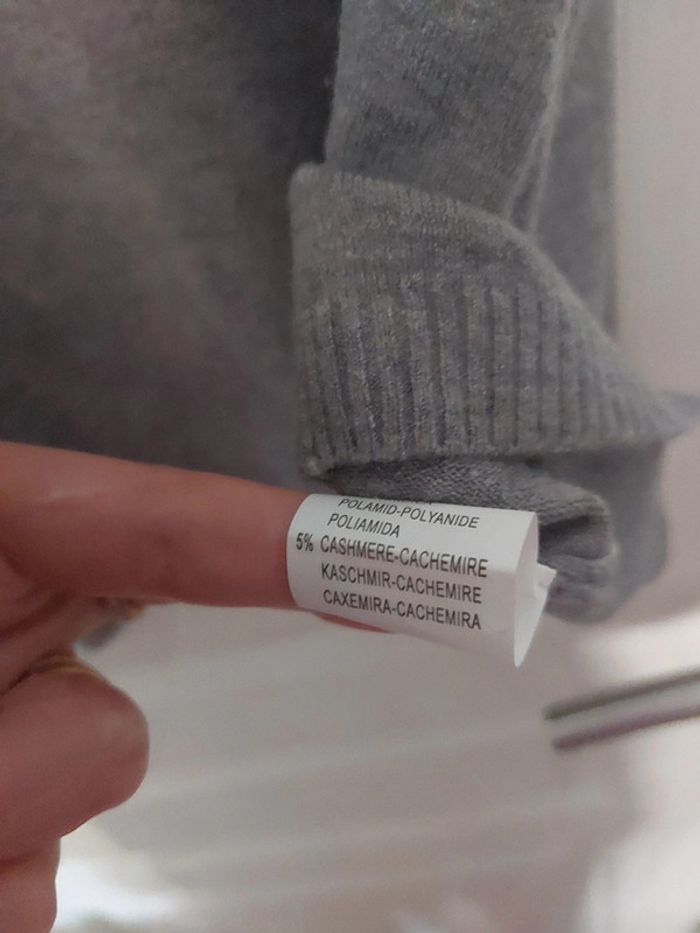 POLAMID-POLYANIDE
POLIAMIDA
5% CASHMERE-CACHEMIRE
KASCHMIR-CACHEMIRE
CAXEMIRA-CACHEMIRA